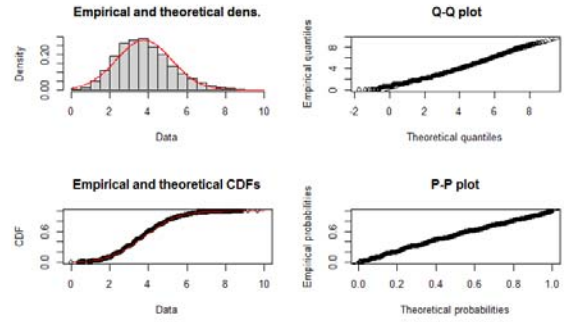 Empirical and theoretical dens.
Density
0.00 0.20
0 2 4 6 8 10
Data
Q-Q plot
Empirical quantiles
0 4 8
-2 0 2 4 6 8
Theoretical quantiles
Empirical and theoretical CDFs
CDF
0.0 0.6
0 2 4 6 8 10
Data
P-P plot
Empirical probabilities
0.0 0.6
0.0 0.2 0.4 0.6 0.8 1.0
Theoretical probabilities